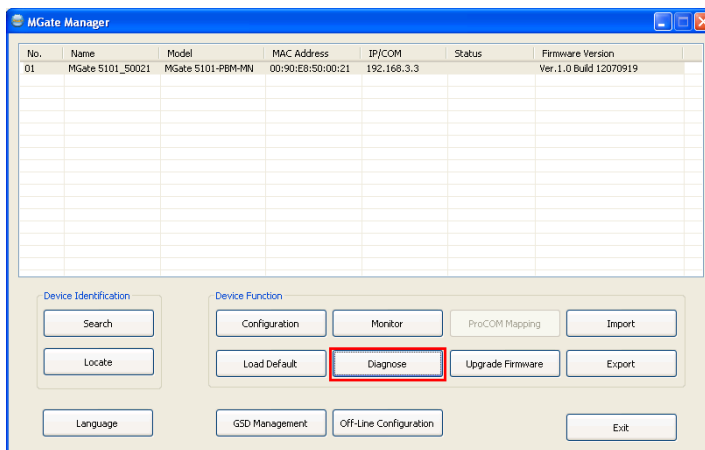 MGate Manager
No. Name Model MAC Address IP/COM Status Firmware Version
01 MGate 5101_50021 MGate 5101-PBM-MN 00:90:E8:50:00:21 192.168.3.3 Ver.1.0 Build 12070919
Device Identification Device Function
Search Configuration Monitor ProCOM Mapping Import
Locate Load Default Diagnose Upgrade Firmware Export
Language GSD Management Off-Line Configuration Exit